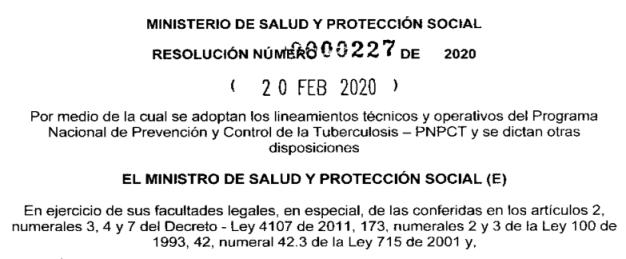 MINISTERIO DE SALUD Y PROTECCIÓN SOCIAL
RESOLUCIÓN NÚMERO 0000227 DE 2020
( 20 FEB 2020 )
Por medio de la cual se adoptan los lineamientos técnicos y operativos del Programa
Nacional de Prevención y Control de la Tuberculosis – PNPCT y se dictan otras
disposiciones
EL MINISTRO DE SALUD Y PROTECCIÓN SOCIAL (E)
En ejercicio de sus facultades legales, en especial, de las conferidas en los artículos 2,
numerales 3, 4 y 7 del Decreto - Ley 4107 de 2011, 173, numerales 2 y 3 de la Ley 100 de
1993, 42, numeral 42.3 de la Ley 715 de 2001 y,